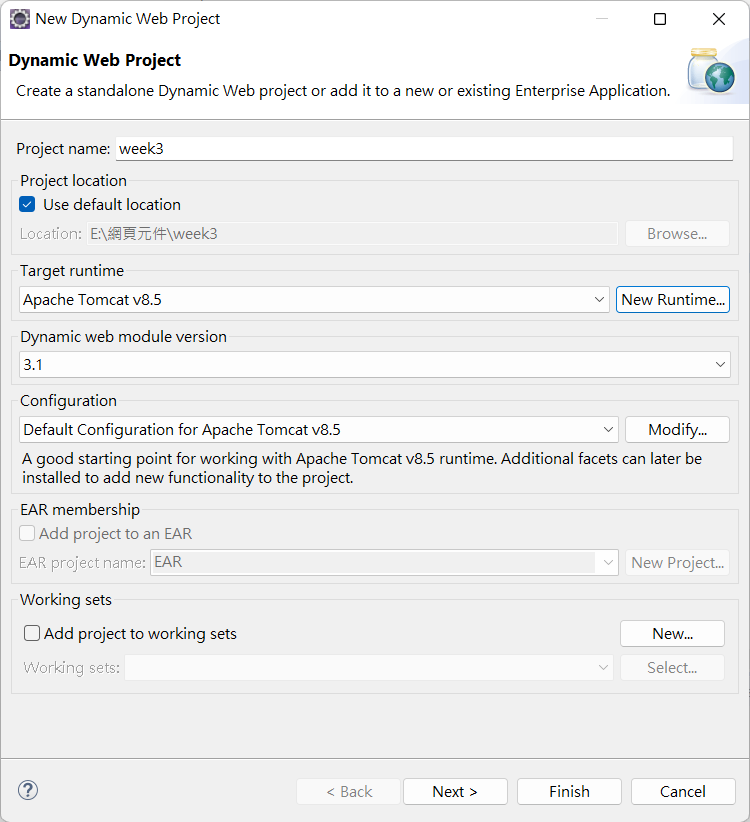 New Dynamic Web Project
Dynamic Web Project
Create a standalone Dynamic Web project or add it to a new or existing Enterprise Application.
Project name: week3
Project location
Use default location
Location: E:\網頁元件\week3 Browse...
Target runtime
Apache Tomcat v8.5 New Runtime...
Dynamic web module version
3.1
Configuration
Default Configuration for Apache Tomcat v8.5 Modify...
A good starting point for working with Apache Tomcat v8.5 runtime. Additional facets can later be
installed to add new functionality to the project.
EAR membership
Add project to an EAR
EAR project name: EAR New Project...
Working sets
Add project to working sets New...
Working sets: Select...
? < Back Next > Finish Cancel